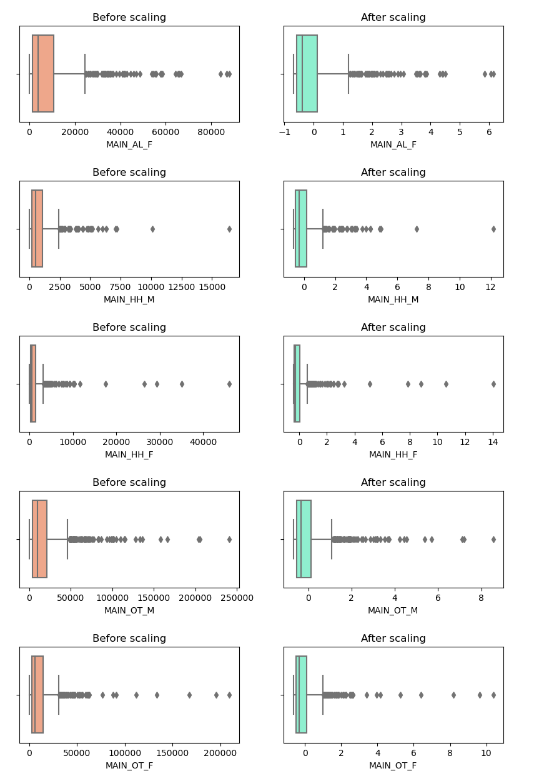 Before scaling After scaling
0 20000 40000 60000 80000 −1 0 1 2 3 4 5 6
MAIN_AL_F MAIN_AL_F
Before scaling After scaling
0 2500 5000 7500 10000 12500 15000 0 2 4 6 8 10 12
MAIN_HH_M MAIN_HH_M
Before scaling After scaling
0 10000 20000 30000 40000 0 2 4 6 8 10 12 14
MAIN_HH_F MAIN_HH_F
Before scaling After scaling
0 50000 100000 150000 200000 250000 0 2 4 6 8
MAIN_OT_M MAIN_OT_M
Before scaling After scaling
0 50000 100000 150000 200000 0 2 4 6 8 10
MAIN_OT_F MAIN_OT_F